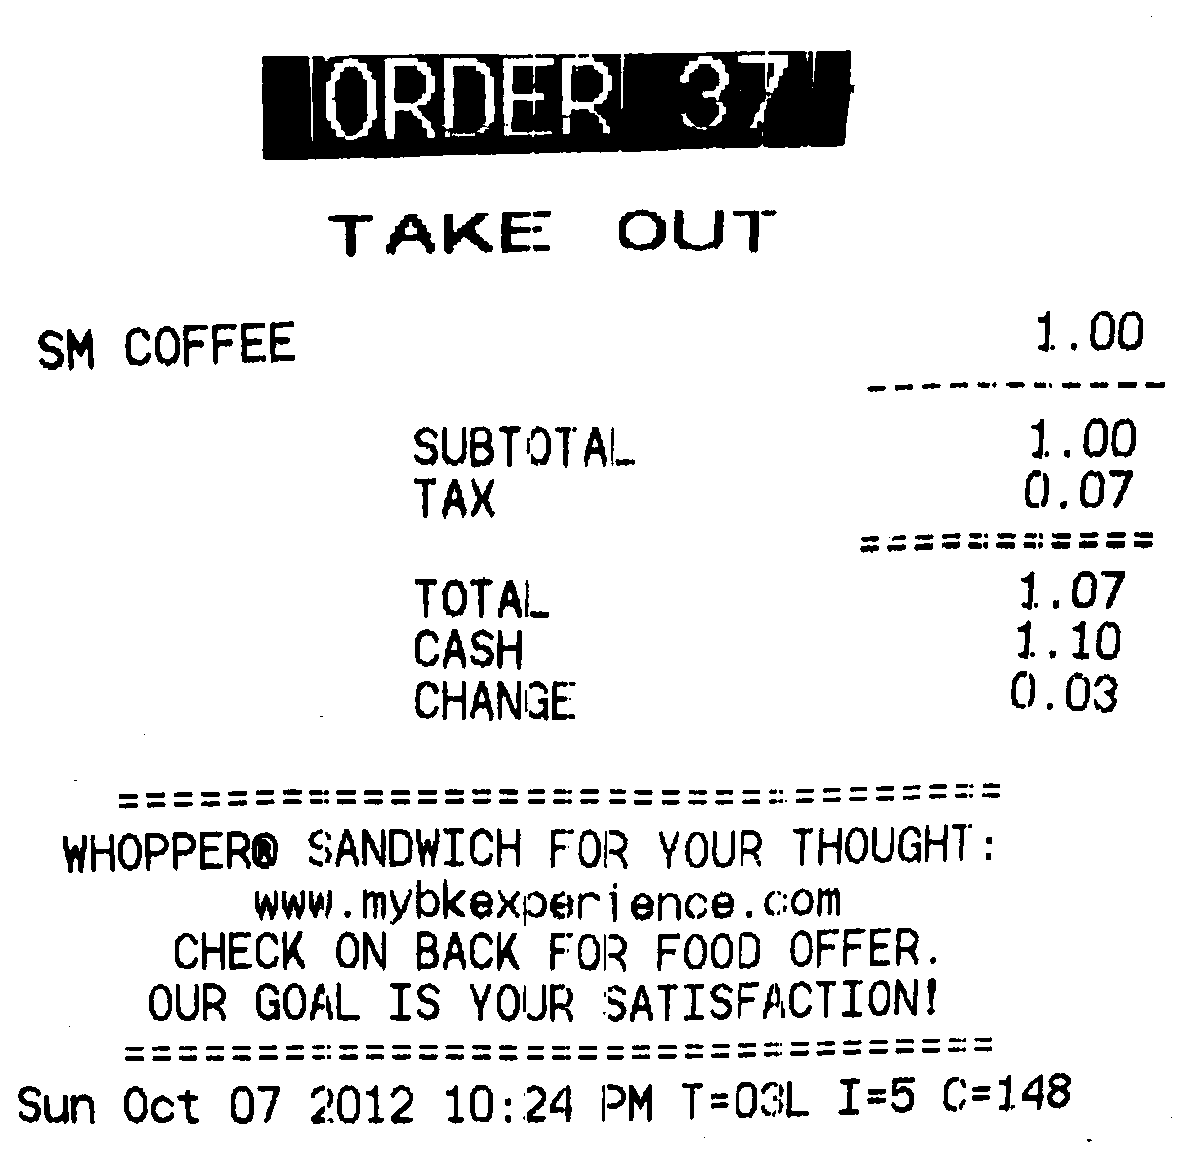 ORDER 37
TAKE OUT
SM COFFEE 1.00
-----------
SUBTOTAL 1.00
TAX 0.07
===========
TOTAL 1.07
CASH 1.10
CHANGE 0.03
=================================
WHOPPER® SANDWICH FOR YOUR THOUGHT:
www.mybkexperience.com
CHECK ON BACK FOR FOOD OFFER.
OUR GOAL IS YOUR SATISFACTION!
================================
Sun Oct 07 2012 10:24 PM T=03L I=5 C=148